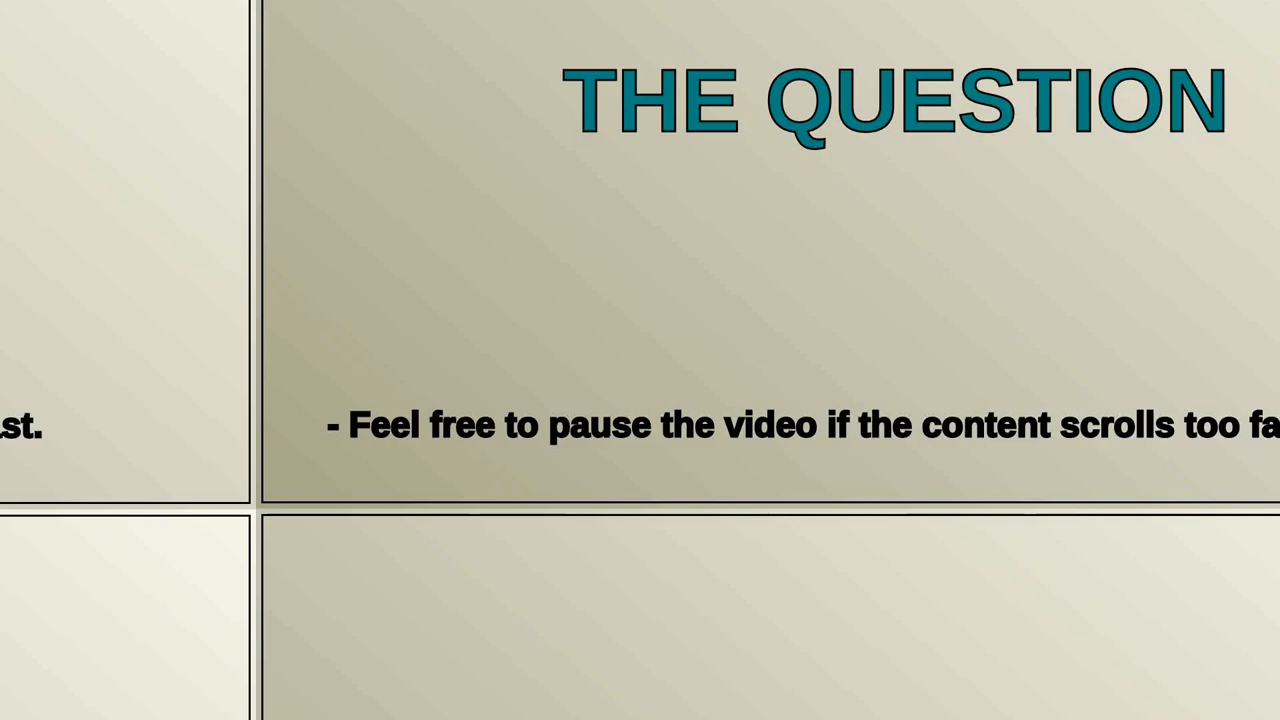 THE QUESTION
- Feel free to pause the video if the content scrolls too fa
st.